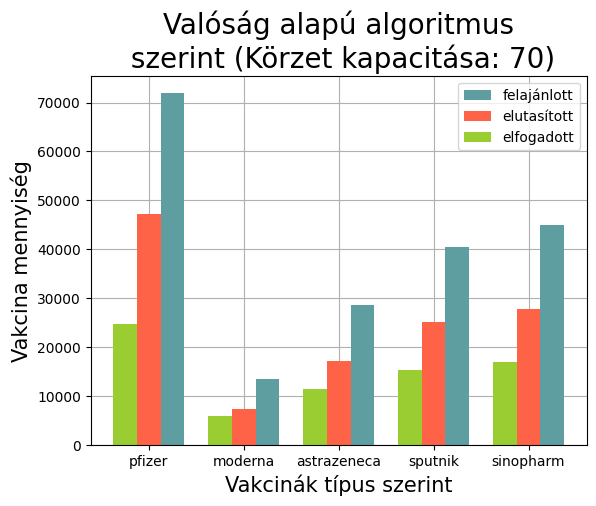 Valóság alapú algoritmus
szerint (Körzet kapacitása: 70)
felajánlott
elutasított
elfogadott
70000
60000
50000
40000
30000
20000
10000
0
Vakcina mennyiség
pfizer
moderna
astrazeneca
sputnik
sinopharm
Vakcinák típus szerint